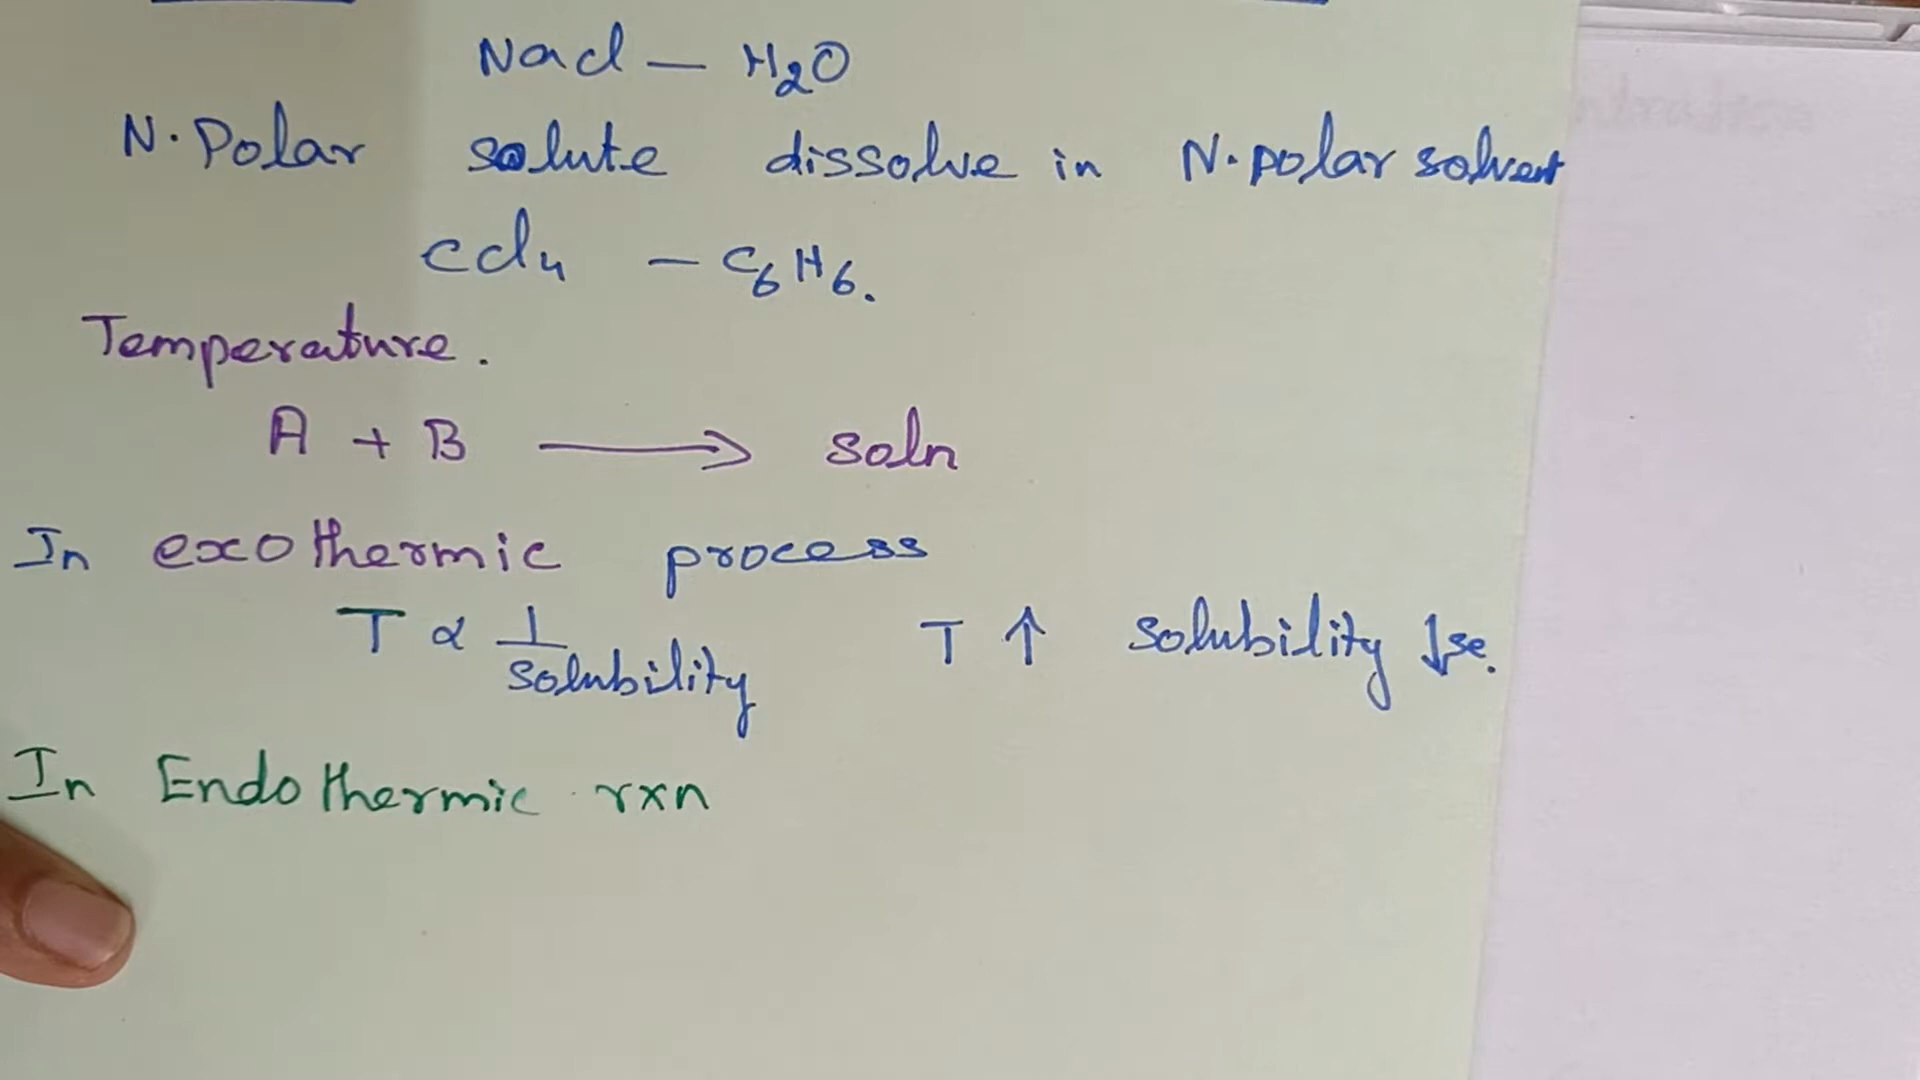 Nacl — H2O
N. Polar solute dissolve in N. polar solvent
ccl4 — C6H6.
Temperature.
A + B ⟶ soln
In exothermic process
T ∝ 1/solubility T ↑ solubility ↓se.
In Endothermic rxn